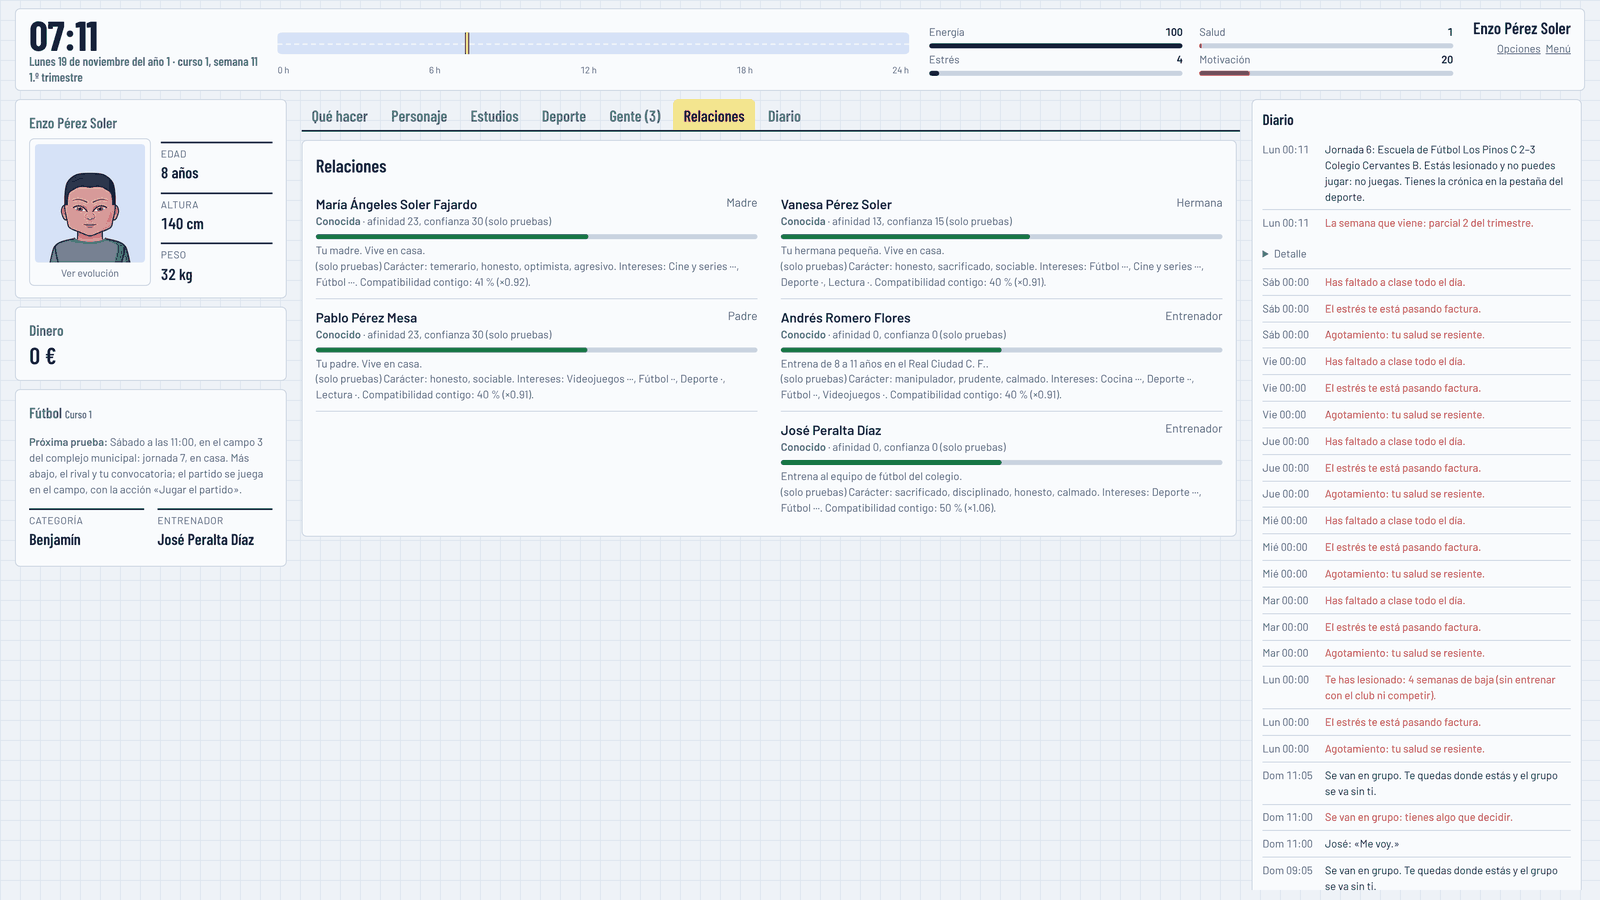 07:11
Lunes 19 de noviembre del año 1 · curso 1, semana 11
1.º trimestre
0 h
6 h
12 h
18 h
24 h
Energía 100
Estrés 4
Salud 1
Motivación 20
Enzo Pérez Soler
Opciones Menú
Enzo Pérez Soler
EDAD
8 años
ALTURA
140 cm
PESO
32 kg
Ver evolución
Dinero
0 €
Fútbol Curso 1
Próxima prueba: Sábado a las 11:00, en el campo 3
del complejo municipal: jornada 7, en casa. Más
abajo, el rival y tu convocatoria; el partido se juega
en el campo, con la acción «Jugar el partido».
CATEGORÍA
Benjamín
ENTRENADOR
José Peralta Díaz
Qué hacer Personaje Estudios Deporte Gente (3) Relaciones Diario
Relaciones
María Ángeles Soler Fajardo Madre
Conocida · afinidad 23, confianza 30 (solo pruebas)
Tu madre. Vive en casa.
(solo pruebas) Carácter: temerario, honesto, optimista, agresivo. Intereses: Cine y series ···,
Fútbol ···. Compatibilidad contigo: 41 % (×0.92).
Pablo Pérez Mesa Padre
Conocido · afinidad 23, confianza 30 (solo pruebas)
Tu padre. Vive en casa.
(solo pruebas) Carácter: honesto, sociable. Intereses: Videojuegos ···, Fútbol ··, Deporte ·,
Lectura ·. Compatibilidad contigo: 40 % (×0.91).
Vanesa Pérez Soler Hermana
Conocida · afinidad 13, confianza 15 (solo pruebas)
Tu hermana pequeña. Vive en casa.
(solo pruebas) Carácter: honesto, sacrificado, sociable. Intereses: Fútbol ···, Cine y series ···,
Deporte ·, Lectura ·. Compatibilidad contigo: 40 % (×0.91).
Andrés Romero Flores Entrenador
Conocido · afinidad 0, confianza 0 (solo pruebas)
Entrena de 8 a 11 años en el Real Ciudad C. F..
(solo pruebas) Carácter: manipulador, prudente, calmado. Intereses: Cocina ···, Deporte ··,
Fútbol ··, Videojuegos ·. Compatibilidad contigo: 40 % (×0.91).
José Peralta Díaz Entrenador
Conocido · afinidad 0, confianza 0 (solo pruebas)
Entrena al equipo de fútbol del colegio.
(solo pruebas) Carácter: sacrificado, disciplinado, honesto, calmado. Intereses: Deporte ···,
Fútbol ···. Compatibilidad contigo: 50 % (×1.06).
Diario
Lun 00:11 Jornada 6: Escuela de Fútbol Los Pinos C 2–3
Colegio Cervantes B. Estás lesionado y no puedes
jugar: no juegas. Tienes la crónica en la pestaña del
deporte.
Lun 00:11 La semana que viene: parcial 2 del trimestre.
▶ Detalle
Sáb 00:00 Has faltado a clase todo el día.
Sáb 00:00 El estrés te está pasando factura.
Sáb 00:00 Agotamiento: tu salud se resiente.
Vie 00:00 Has faltado a clase todo el día.
Vie 00:00 El estrés te está pasando factura.
Vie 00:00 Agotamiento: tu salud se resiente.
Jue 00:00 Has faltado a clase todo el día.
Jue 00:00 El estrés te está pasando factura.
Jue 00:00 Agotamiento: tu salud se resiente.
Mié 00:00 Has faltado a clase todo el día.
Mié 00:00 El estrés te está pasando factura.
Mié 00:00 Agotamiento: tu salud se resiente.
Mar 00:00 Has faltado a clase todo el día.
Mar 00:00 El estrés te está pasando factura.
Mar 00:00 Agotamiento: tu salud se resiente.
Lun 00:00 Te has lesionado: 4 semanas de baja (sin entrenar
con el club ni competir).
Lun 00:00 El estrés te está pasando factura.
Lun 00:00 Agotamiento: tu salud se resiente.
Dom 11:05 Se van en grupo. Te quedas donde estás y el grupo
se va sin ti.
Dom 11:00 Se van en grupo: tienes algo que decidir.
Dom 11:00 José: «Me voy.»
Dom 09:05 Se van en grupo. Te quedas donde estás y el grupo
se va sin ti.